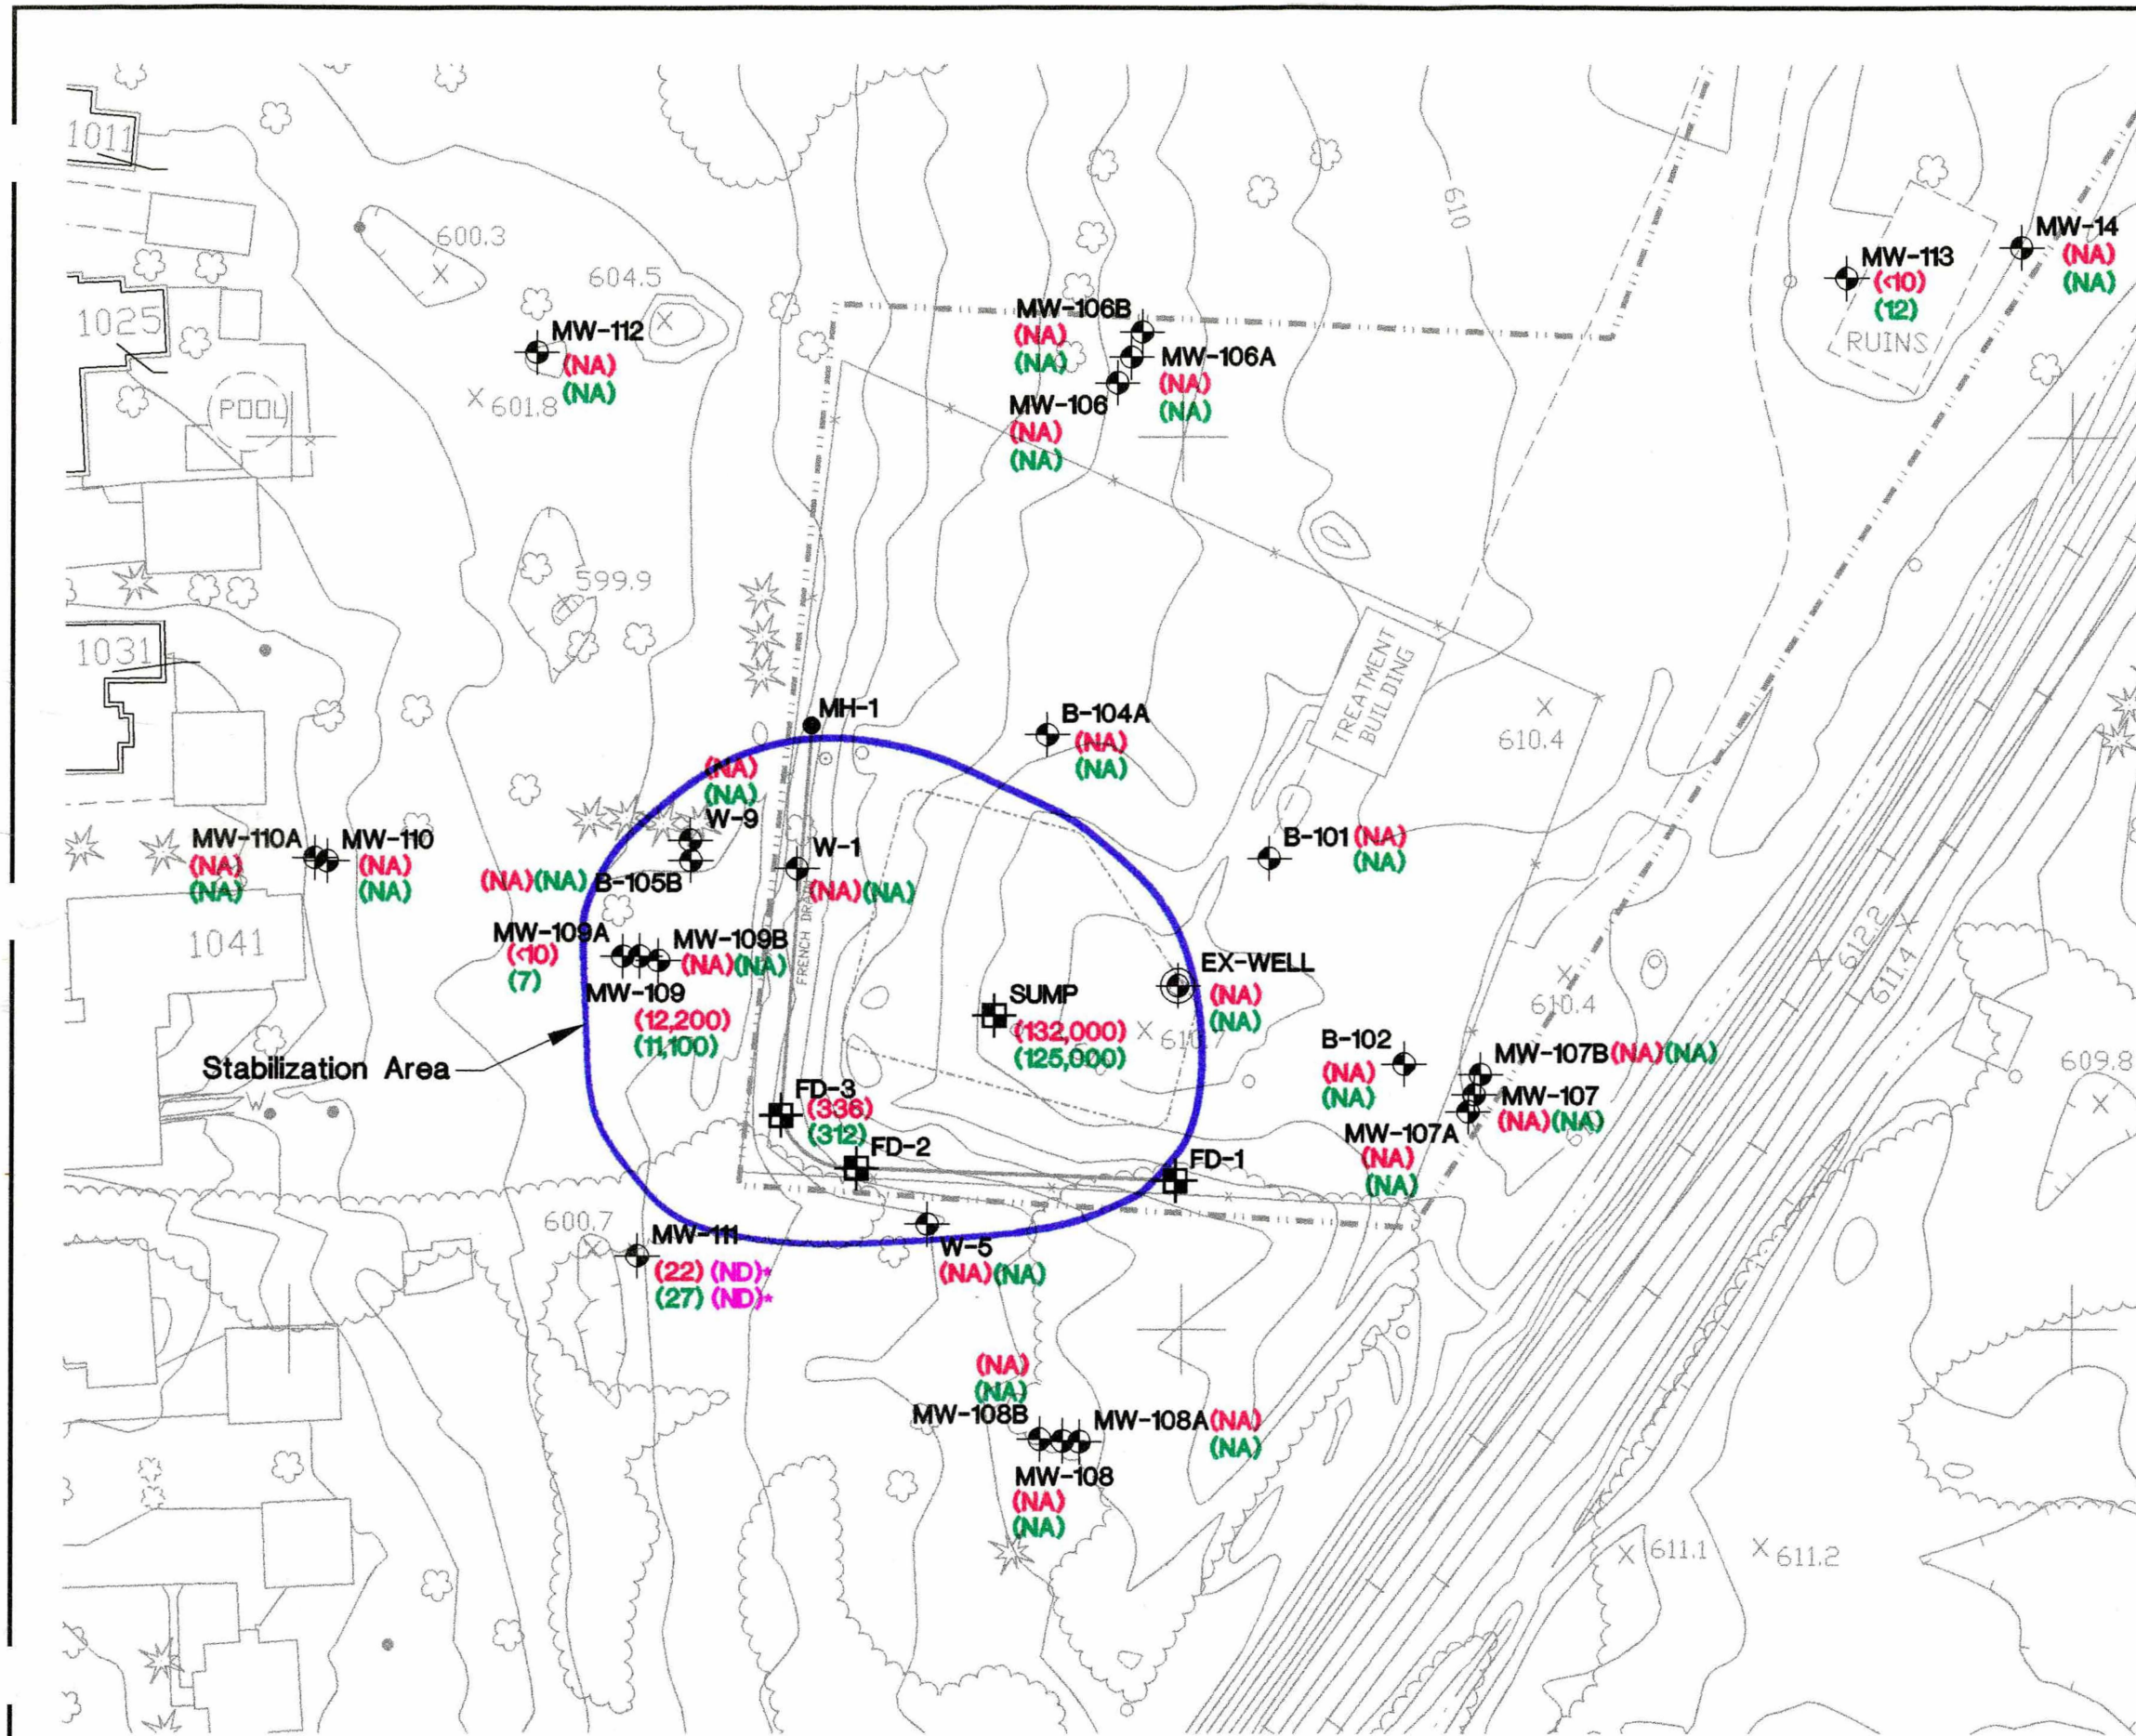 1011
600.3
604.5
MW-112
(NA)
(NA)
601.8
1025
POOL
MW-106B
(NA)
(NA)
MW-106A
(NA)
(NA)
MW-106
(NA)
(NA)
610
MW-113
(<10)
(12)
RUINS
MW-14
(NA)
(NA)
599.9
1031
MH-1
B-104A
(NA)
(NA)
TREATMENT
BUILDING
610.4
(NA)
(NA)
W-9
MW-110A
(NA)
(NA)
MW-110
(NA)
(NA)
(NA)(NA)
B-105B
W-1
(NA)(NA)
B-101 (NA)
(NA)
1041
MW-109A
(<10)
(7)
MW-109B
(NA)(NA)
MW-109
(12,200)
(11,100)
FRENCH DRAIN
EX-WELL
(NA)
(NA)
SUMP
(132,000)
(125,000)
612.2
611.4
610.4
Stabilization Area
B-102
(NA)
(NA)
MW-107B(NA)(NA)
MW-107
(NA)(NA)
MW-107A
(NA)
(NA)
609.8
W
FD-3
(336)
(312)
FD-2
FD-1
600.7
MW-111
(22) (ND)*
(27) (ND)*
W-5
(NA)(NA)
(NA)
(NA)
MW-108B
MW-108A(NA)
(NA)
MW-108
(NA)
(NA)
611.1
611.2